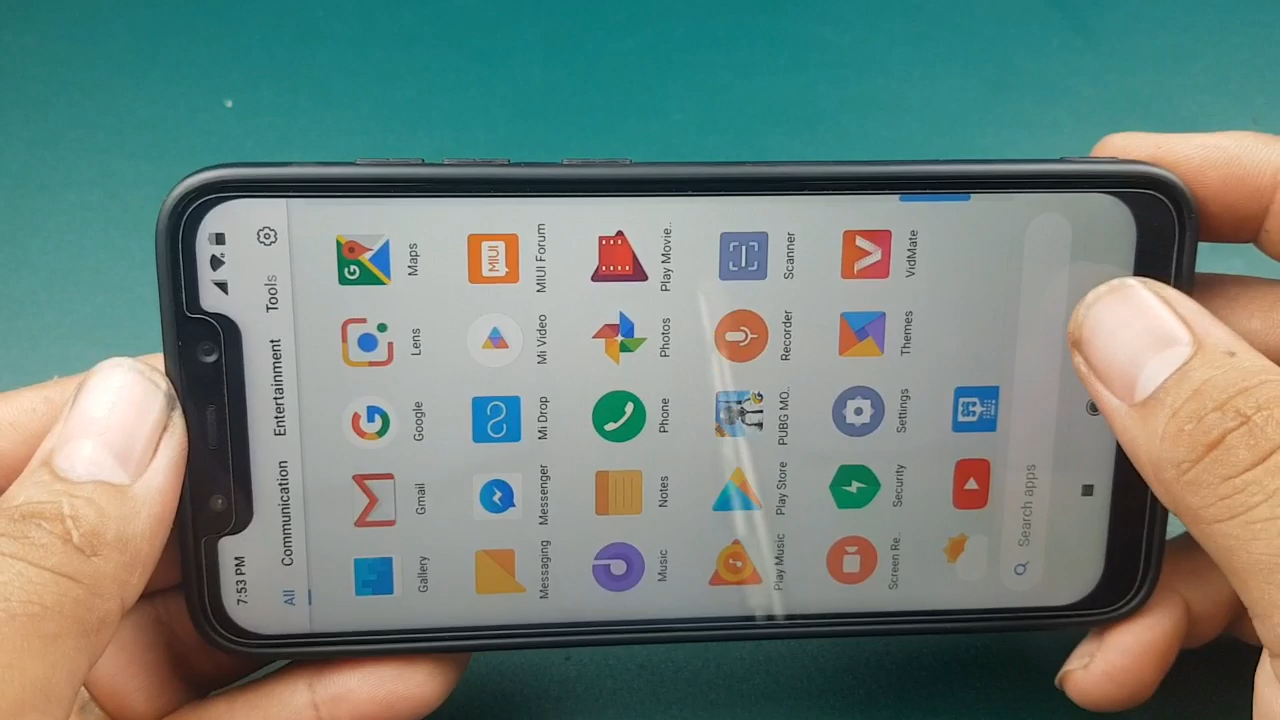 7:53 PM
All Communication Entertainment Tools
Gallery Gmail Google Lens Maps
Messaging Messenger Mi Drop Mi Video MIUI Forum
MIUI
Music Notes Phone Photos Play Movie..
Play Music Play Store PUBG MO.. Recorder Scanner
Screen Re.. Security Settings Themes VidMate
Search apps